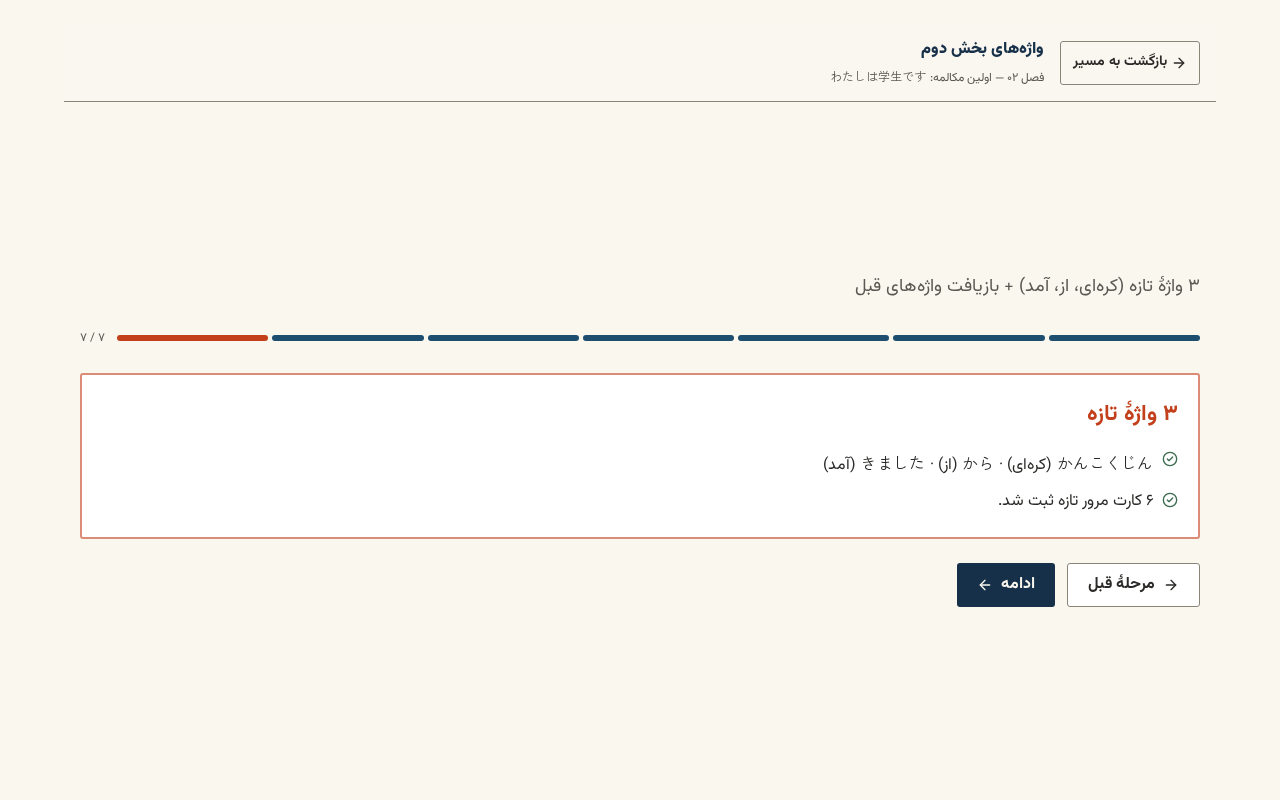 بازگشت به مسیر
واژه‌های بخش دوم
فصل ۰۲ — اولین مکالمه: わたしは学生です
۳ واژهٔ تازه (کره‌ای، از، آمد) + بازیافت واژه‌های قبل
۷ / ۷
۳ واژهٔ تازه
かんこくじん (کره‌ای) · から (از) · きました (آمد)
۶ کارت مرور تازه ثبت شد.
مرحلهٔ قبل
ادامه